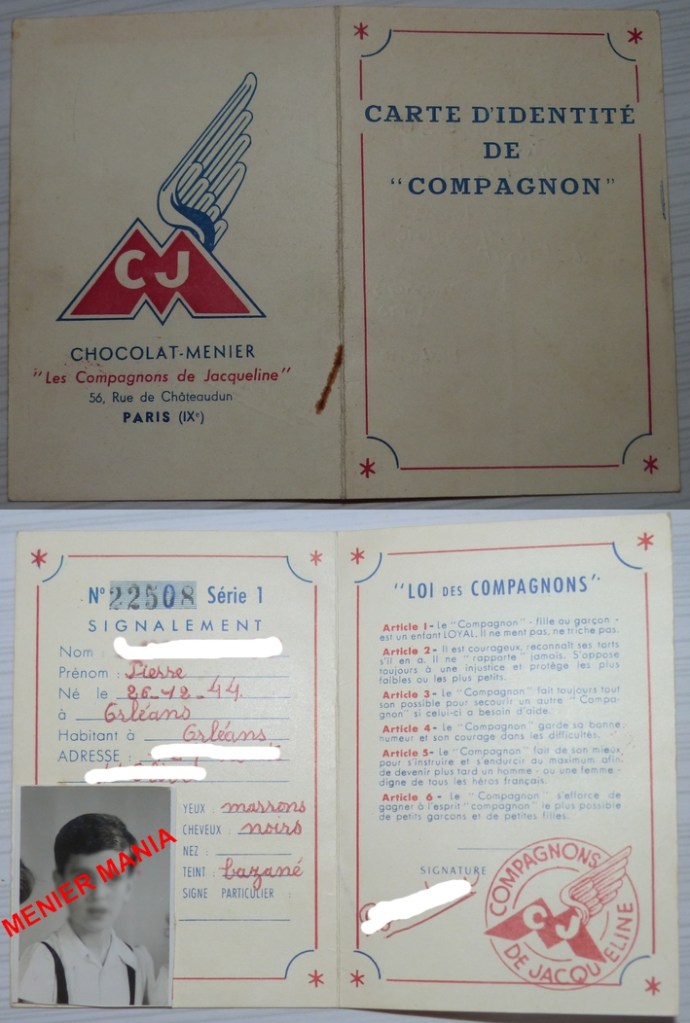 CJ
CHOCOLAT-MENIER
"Les Compagnons de Jacqueline"
56, Rue de Châteaudun
PARIS (IXe)
CARTE D'IDENTITÉ
DE
"COMPAGNON"
N° 22508 Série 1
SIGNALEMENT
Nom :
Prénom : Pierre
Né le 26-12-44.
à Orléans
Habitant à Orléans
ADRESSE :
YEUX : marrons
CHEVEUX : noirs
NEZ :
TEINT : bazané
SIGNE PARTICULIER :
MENIER MANIA
"LOI DES COMPAGNONS"
Article 1 - Le "Compagnon" - fille ou garçon -
est un enfant LOYAL. Il ne ment pas, ne triche pas.
Article 2 - Il est courageux, reconnaît ses torts
s'il en a. Il ne "rapporte" jamais. S'oppose
toujours à une injustice et protège les plus
faibles ou les plus petits.
Article 3 - Le "Compagnon" fait toujours tout
son possible pour secourir un autre "Compa-
gnon" si celui-ci a besoin d'aide.
Article 4 - Le "Compagnon" garde sa bonne
humeur et son courage dans les difficultés.
Article 5 - Le "Compagnon" fait de son mieux
pour s'instruire et s'endurcir au maximum afin
de devenir plus tard un homme - ou une femme -
digne de tous les héros français.
Article 6 - Le "Compagnon" s'efforce de
gagner à l'esprit "compagnon" le plus possible
de petits garçons et de petites filles.
SIGNATURE
COMPAGNONS
CJ
DE JACQUELINE